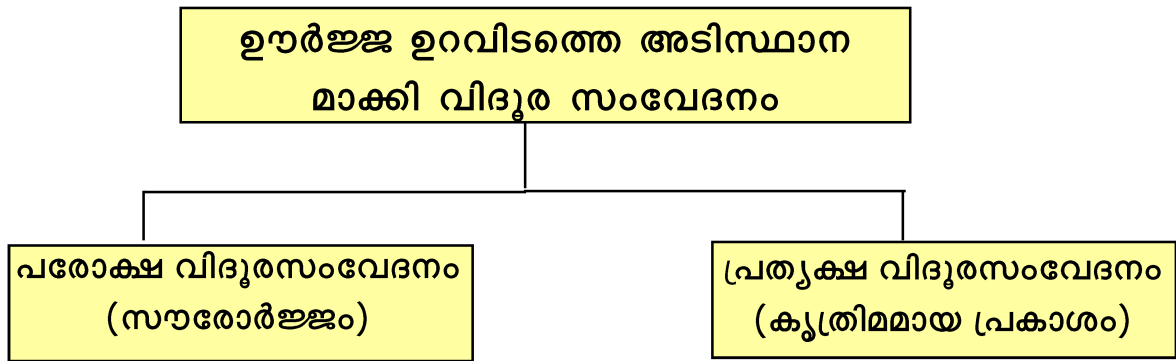 ഊർജ്ജ ഉറവിടത്തെ അടിസ്ഥാന
മാക്കി വിദൂര സംവേദനം
പരോക്ഷ വിദൂരസംവേദനം
(സൗരോർജ്ജം)
പ്രത്യക്ഷ വിദൂരസംവേദനം
(കൃത്രിമമായ പ്രകാശം)